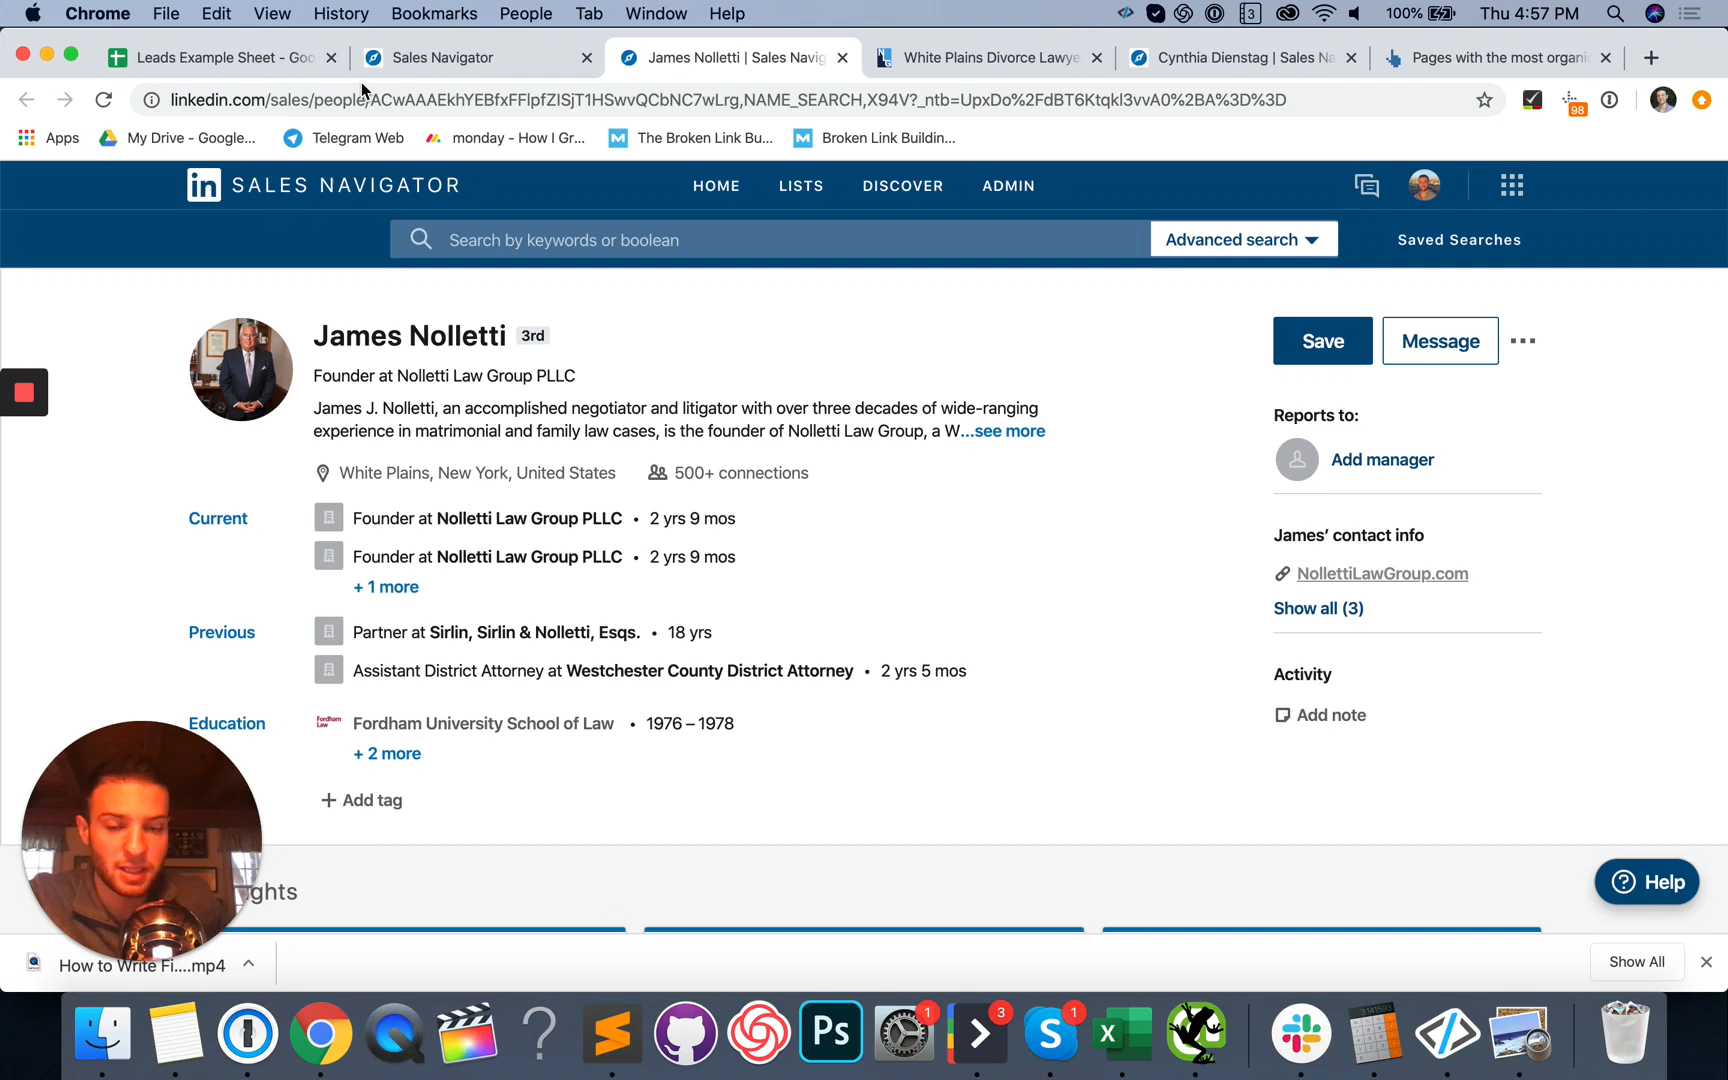 Chrome File Edit View History Bookmarks People Tab Window Help 3 100% Thu 4:57 PM
Leads Example Sheet - Goo Sales Navigator James Nolletti | Sales Navig White Plains Divorce Lawye Cynthia Dienstag | Sales Na Pages with the most organi
linkedin.com/sales/people/ACwAAAEkhYEBfxFFlpfZISjT1HSwvQCbNC7wLrg,NAME_SEARCH,X94V?_ntb=UpxDo%2FdBT6Ktqkl3vvA0%2BA%3D%3D 98
Apps My Drive - Google... Telegram Web monday - How I Gr... The Broken Link Bu... Broken Link Buildin...
in SALES NAVIGATOR HOME LISTS DISCOVER ADMIN
Search by keywords or boolean Advanced search Saved Searches
James Nolletti 3rd
Save Message
Founder at Nolletti Law Group PLLC
James J. Nolletti, an accomplished negotiator and litigator with over three decades of wide-ranging
experience in matrimonial and family law cases, is the founder of Nolletti Law Group, a W...see more
White Plains, New York, United States 500+ connections
Current Founder at Nolletti Law Group PLLC • 2 yrs 9 mos
Founder at Nolletti Law Group PLLC • 2 yrs 9 mos
+ 1 more
Previous Partner at Sirlin, Sirlin & Nolletti, Esqs. • 18 yrs
Assistant District Attorney at Westchester County District Attorney • 2 yrs 5 mos
Education Fordham Law Fordham University School of Law • 1976 – 1978
+ 2 more
+ Add tag
Reports to:
Add manager
James' contact info
NollettiLawGroup.com
Show all (3)
Activity
Add note
ghts
Help
How to Write Fi....mp4
Show All
Ps 1 3 S 1 X